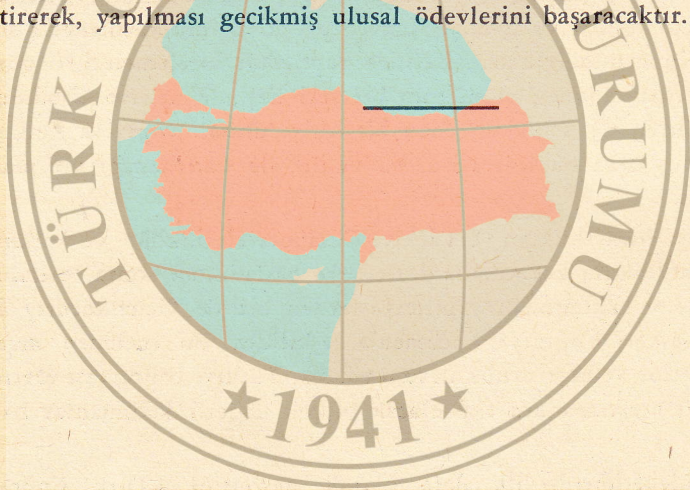 tirerek, yapılması gecikmiş ulusal ödevlerini başaracaktır.
TÜRK
URUMU
1941